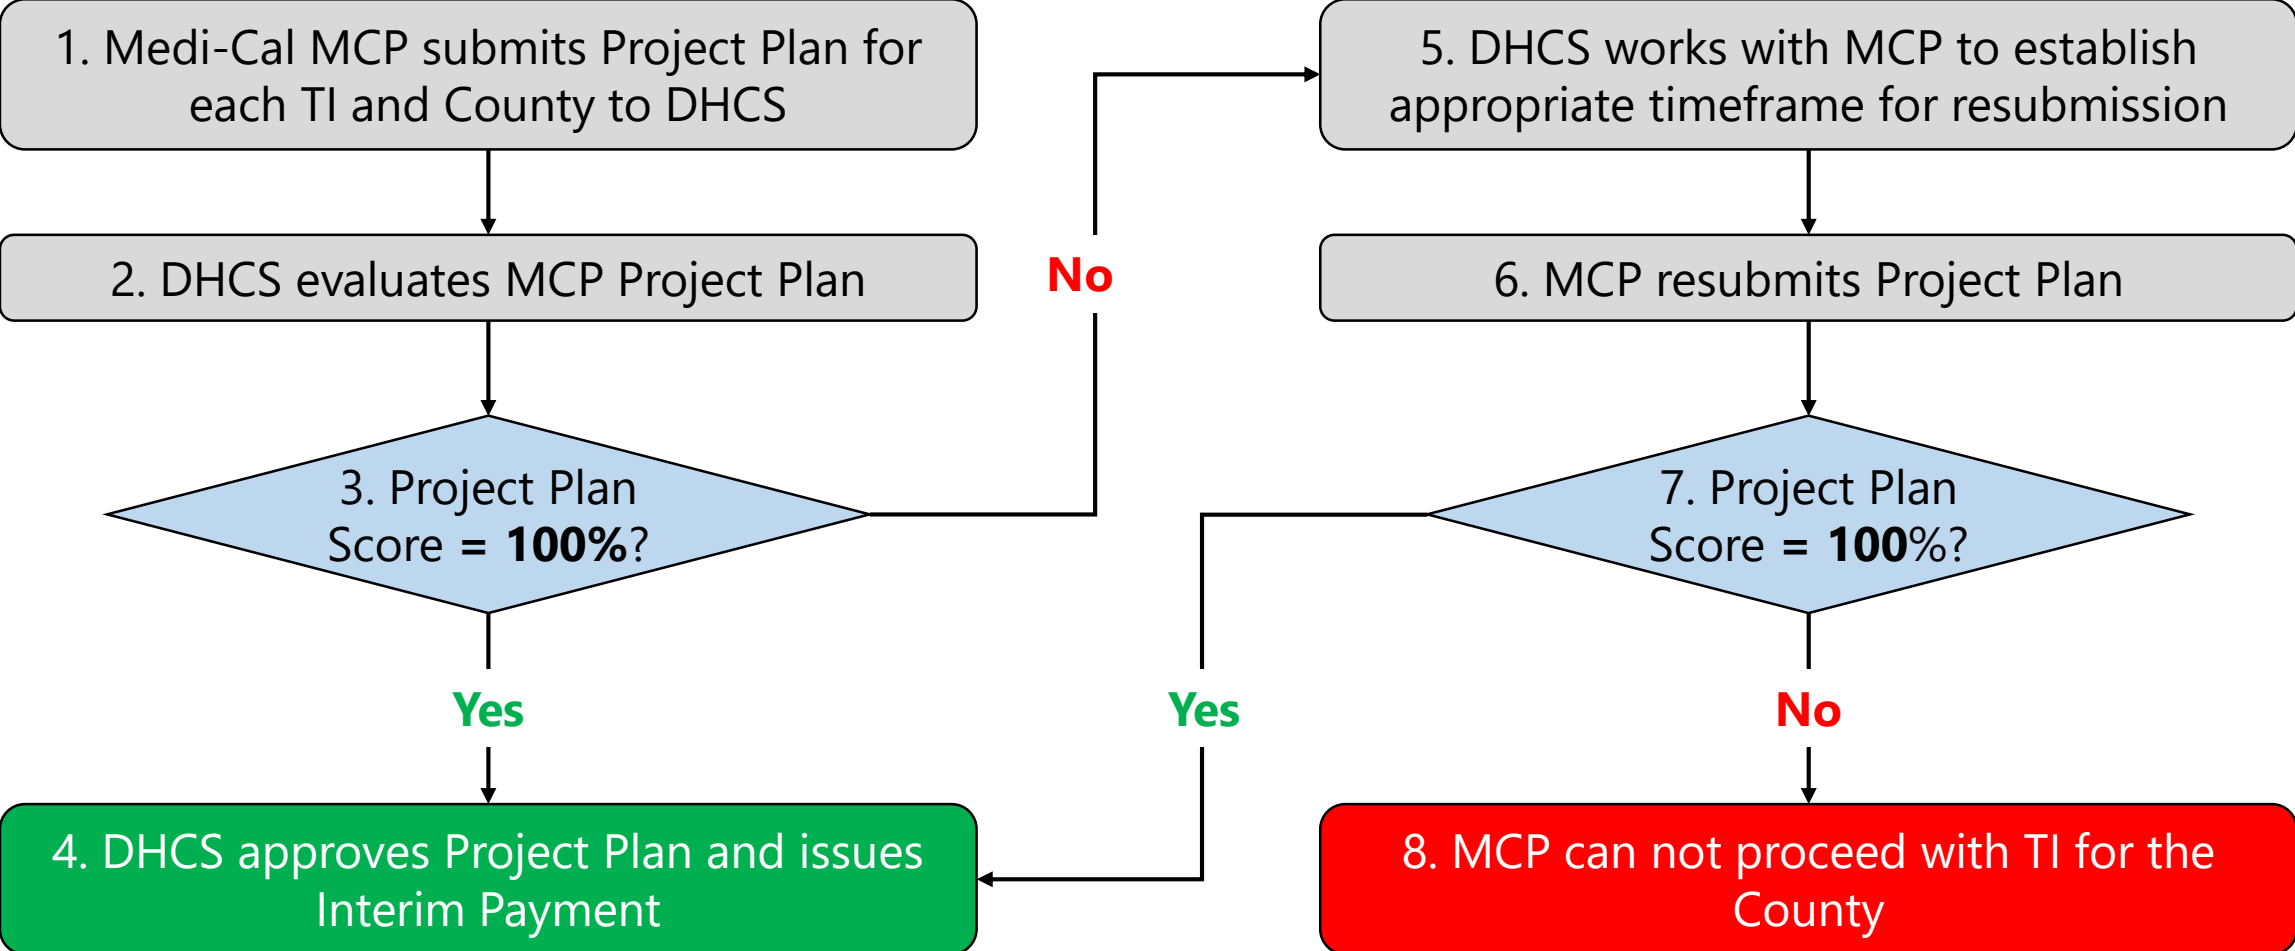 1. Medi-Cal MCP submits Project Plan for
each TI and County to DHCS
2. DHCS evaluates MCP Project Plan
3. Project Plan
Score = 100%?
Yes
4. DHCS approves Project Plan and issues
Interim Payment
No
5. DHCS works with MCP to establish
appropriate timeframe for resubmission
6. MCP resubmits Project Plan
7. Project Plan
Score = 100%?
Yes
No
8. MCP can not proceed with TI for the
County